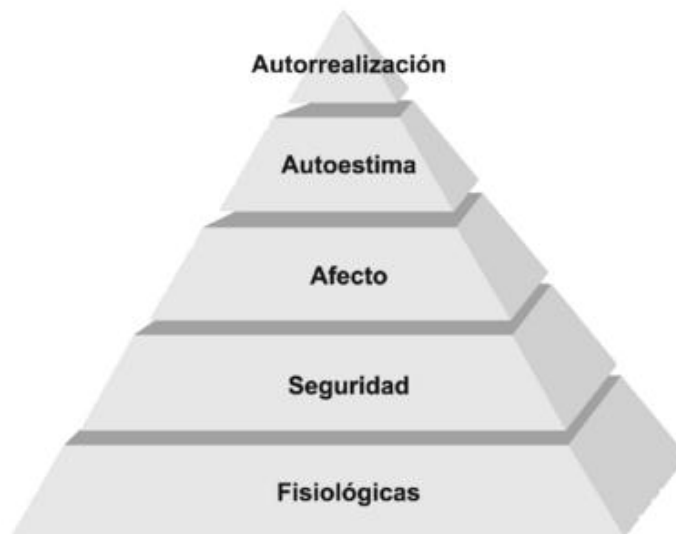 Autorrealización
Autoestima
Afecto
Seguridad
Fisiológicas